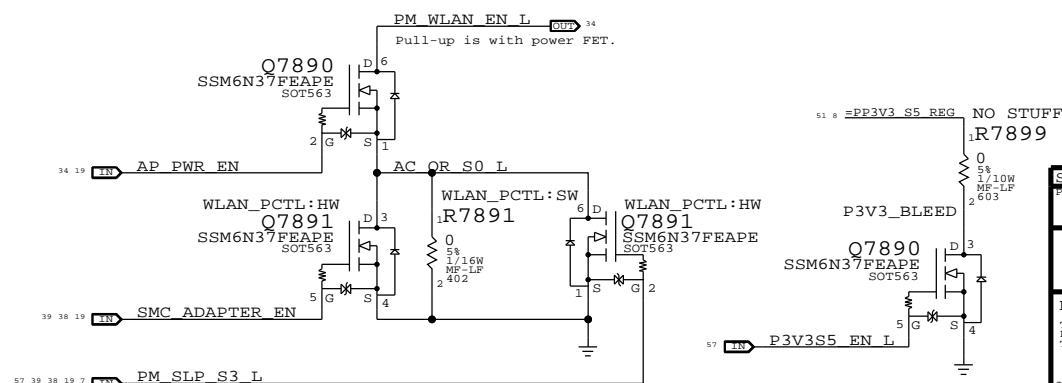 PM_WLAN_EN_L
OUT 34
Pull-up is with power FET.
D 6
Q7890
SSM6N37FEAPE
SOT563
2 G S 1
34 19 IN AP_PWR_EN
AC_OR_S0_L
WLAN_PCTL:HW
Q7891
SSM6N37FEAPE
SOT563
D 3
5 G S 4
WLAN_PCTL:SW
1 R7891
0
5%
1/16W
MF-LF
2 402
6 D
WLAN_PCTL:HW
Q7891
SSM6N37FEAPE
SOT563
1 S G 2
39 38 19 IN SMC_ADAPTER_EN
57 39 38 19 7 IN PM_SLP_S3_L
51 8 =PP3V3_S5_REG
NO STUFF
1 R7899
0
5%
1/10W
MF-LF
2 603
P3V3_BLEED
Q7890
SSM6N37FEAPE
SOT563
D 3
5 G S 4
57 IN P3V3S5_EN_L